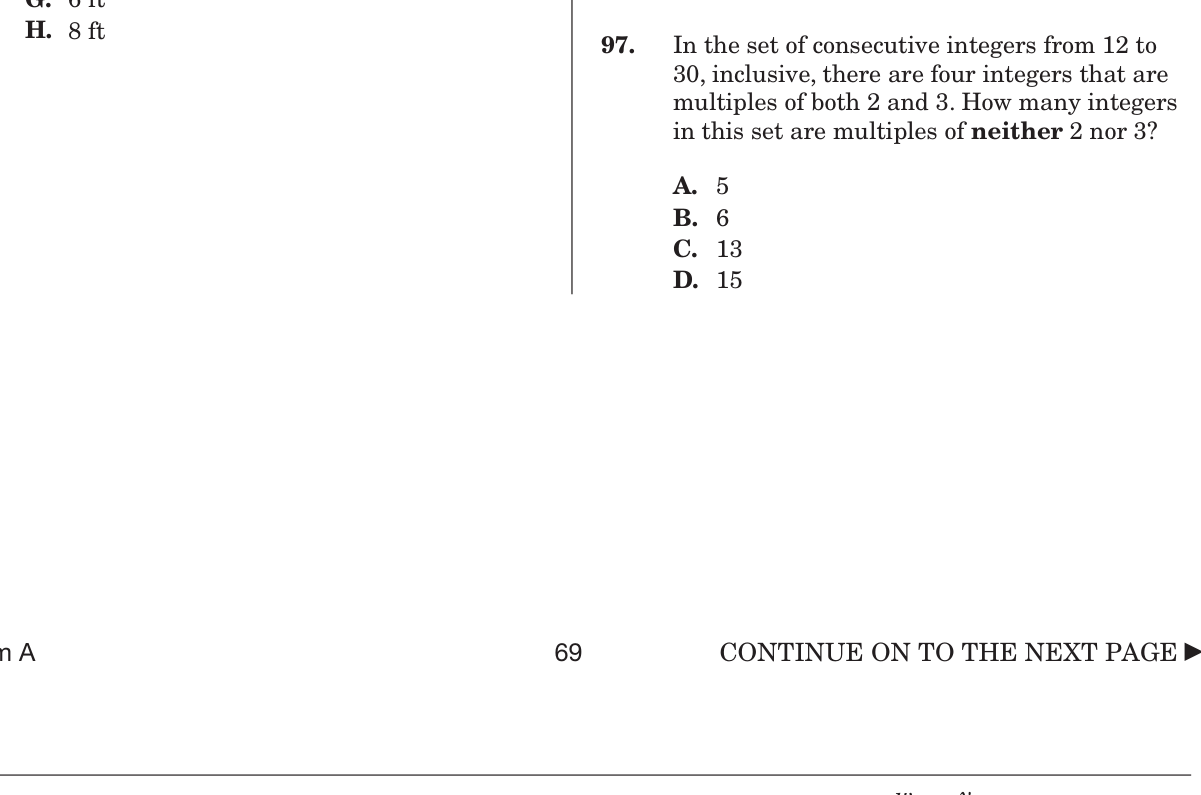 G. 6 ft
H. 8 ft
97. In the set of consecutive integers from 12 to
30, inclusive, there are four integers that are
multiples of both 2 and 3. How many integers
in this set are multiples of neither 2 nor 3?
A. 5
B. 6
C. 13
D. 15
m A
69
CONTINUE ON TO THE NEXT PAGE ►